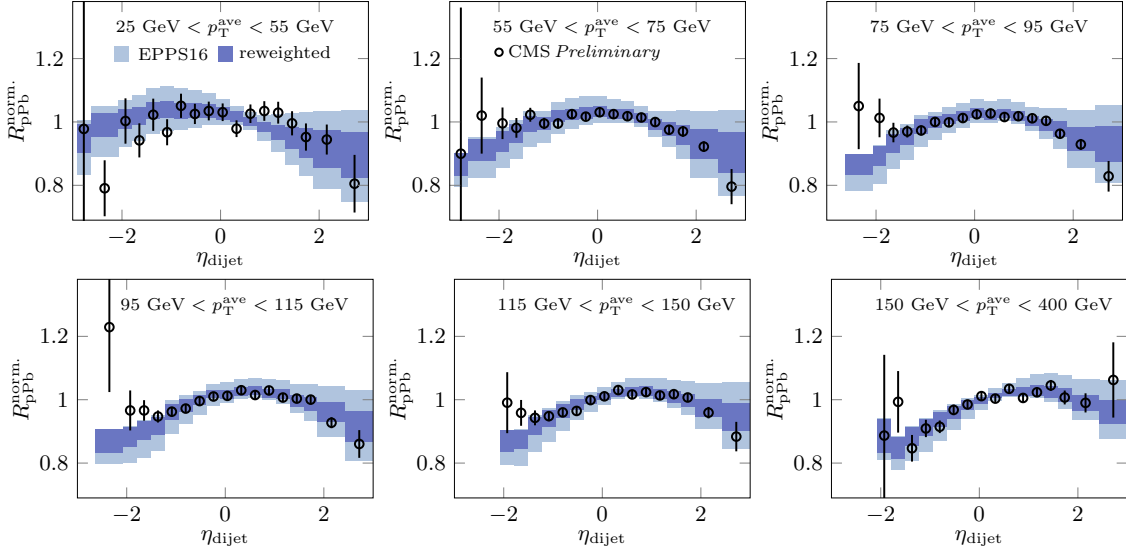 25 GeV < p_T^ave < 55 GeV
EPPS16 reweighted
R_pPb^norm.
1.2
1
0.8
−2 0 2
η_dijet
55 GeV < p_T^ave < 75 GeV
CMS Preliminary
R_pPb^norm.
1.2
1
0.8
−2 0 2
η_dijet
75 GeV < p_T^ave < 95 GeV
R_pPb^norm.
1.2
1
0.8
−2 0 2
η_dijet
95 GeV < p_T^ave < 115 GeV
R_pPb^norm.
1.2
1
0.8
−2 0 2
η_dijet
115 GeV < p_T^ave < 150 GeV
R_pPb^norm.
1.2
1
0.8
−2 0 2
η_dijet
150 GeV < p_T^ave < 400 GeV
R_pPb^norm.
1.2
1
0.8
−2 0 2
η_dijet